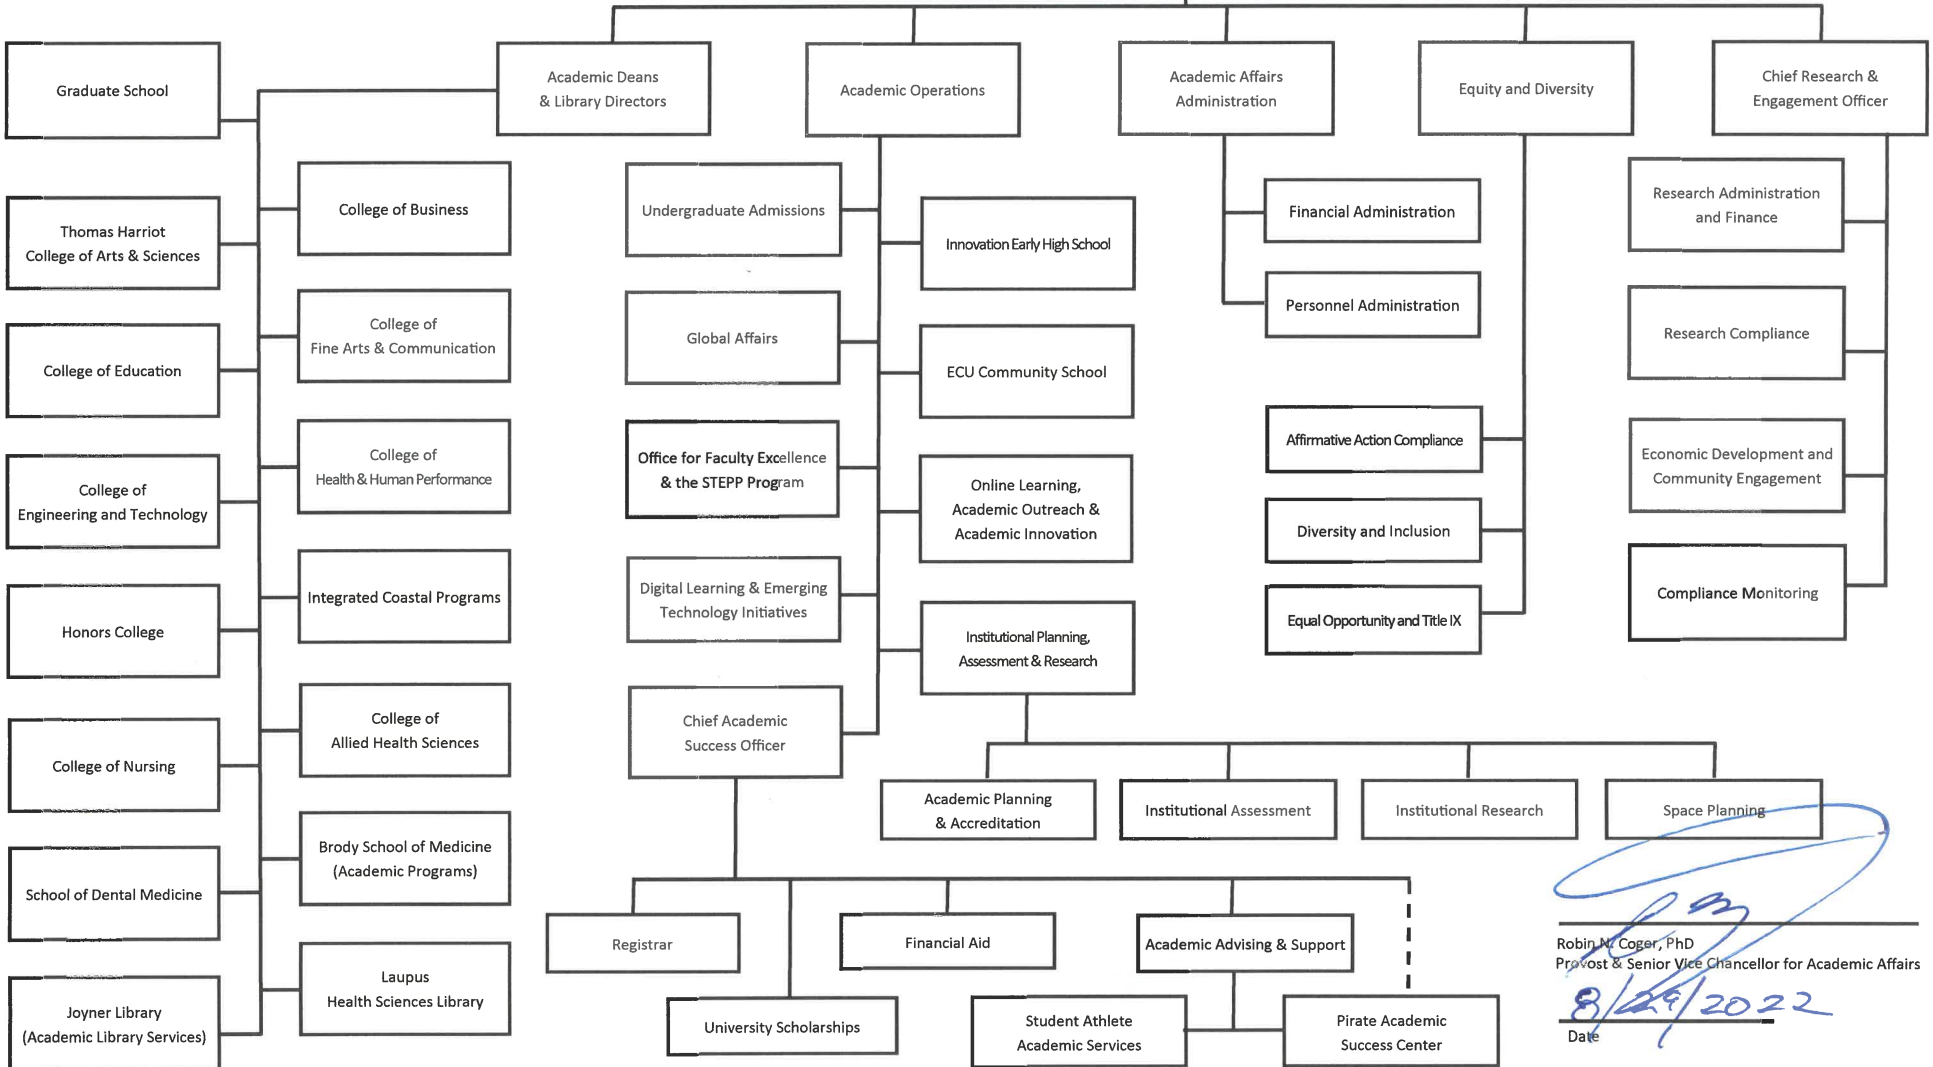 Graduate School
Academic Deans
& Library Directors
Academic Operations
Academic Affairs
Administration
Equity and Diversity
Chief Research &
Engagement Officer
Thomas Harriot
College of Arts & Sciences
College of Education
College of
Engineering and Technology
Honors College
College of Nursing
School of Dental Medicine
Joyner Library
(Academic Library Services)
College of Business
College of
Fine Arts & Communication
College of
Health & Human Performance
Integrated Coastal Programs
College of
Allied Health Sciences
Brody School of Medicine
(Academic Programs)
Laupus
Health Sciences Library
Undergraduate Admissions
Global Affairs
Office for Faculty Excellence
& the STEPP Program
Digital Learning & Emerging
Technology Initiatives
Chief Academic
Success Officer
Innovation Early High School
ECU Community School
Online Learning,
Academic Outreach &
Academic Innovation
Institutional Planning,
Assessment & Research
Financial Administration
Personnel Administration
Affirmative Action Compliance
Diversity and Inclusion
Equal Opportunity and Title IX
Research Administration
and Finance
Research Compliance
Economic Development and
Community Engagement
Compliance Monitoring
Academic Planning
& Accreditation
Institutional Assessment
Institutional Research
Space Planning
Registrar
Financial Aid
Academic Advising & Support
University Scholarships
Student Athlete
Academic Services
Pirate Academic
Success Center
Robin N. Coger, PhD
Provost & Senior Vice Chancellor for Academic Affairs
8/29/2022
Date